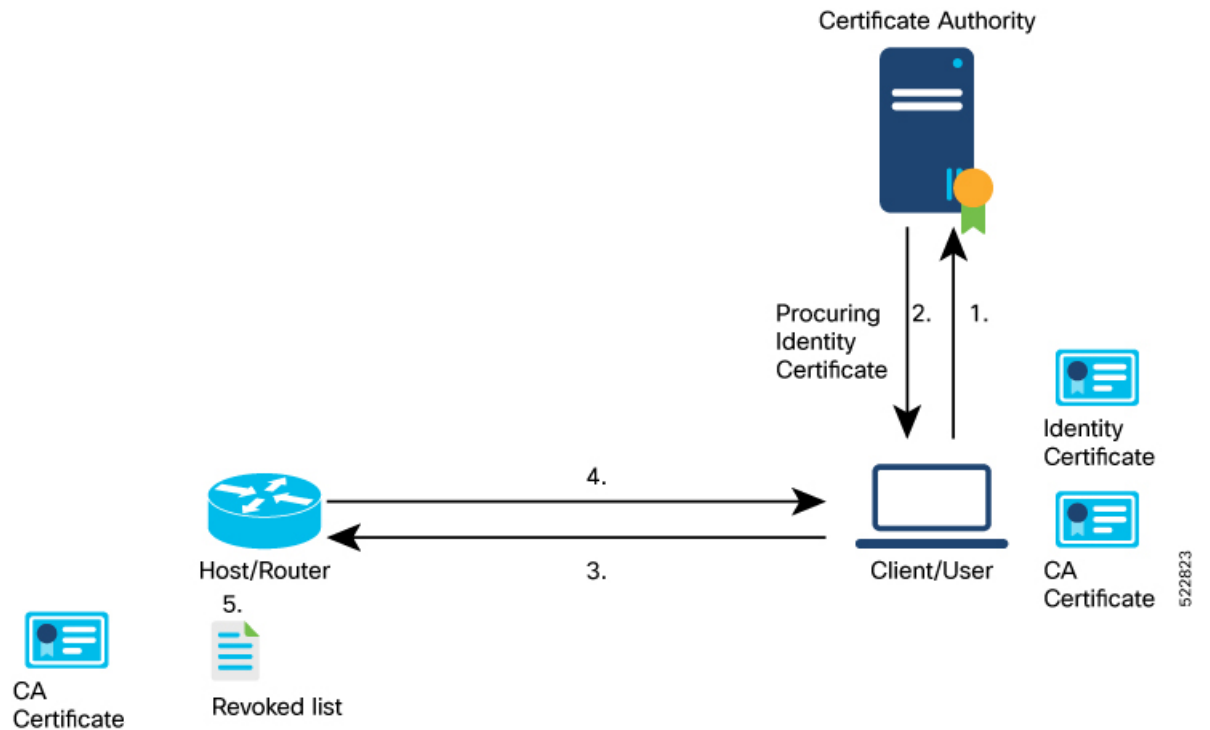 Certificate Authority
Procuring
Identity
Certificate
2.
1.
Identity
Certificate
4.
Host/Router
3.
Client/User
CA
Certificate
522823
5.
CA
Certificate
Revoked list